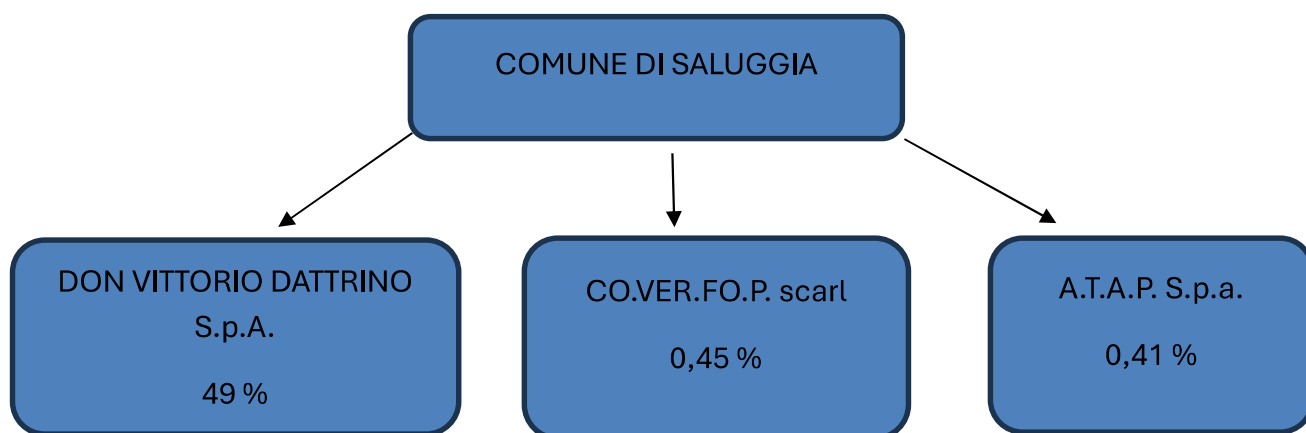 COMUNE DI SALUGGIA
DON VITTORIO DATTRINO
S.p.A.
49 %
CO.VER.FO.P. scarl
0,45 %
A.T.A.P. S.p.a.
0,41 %